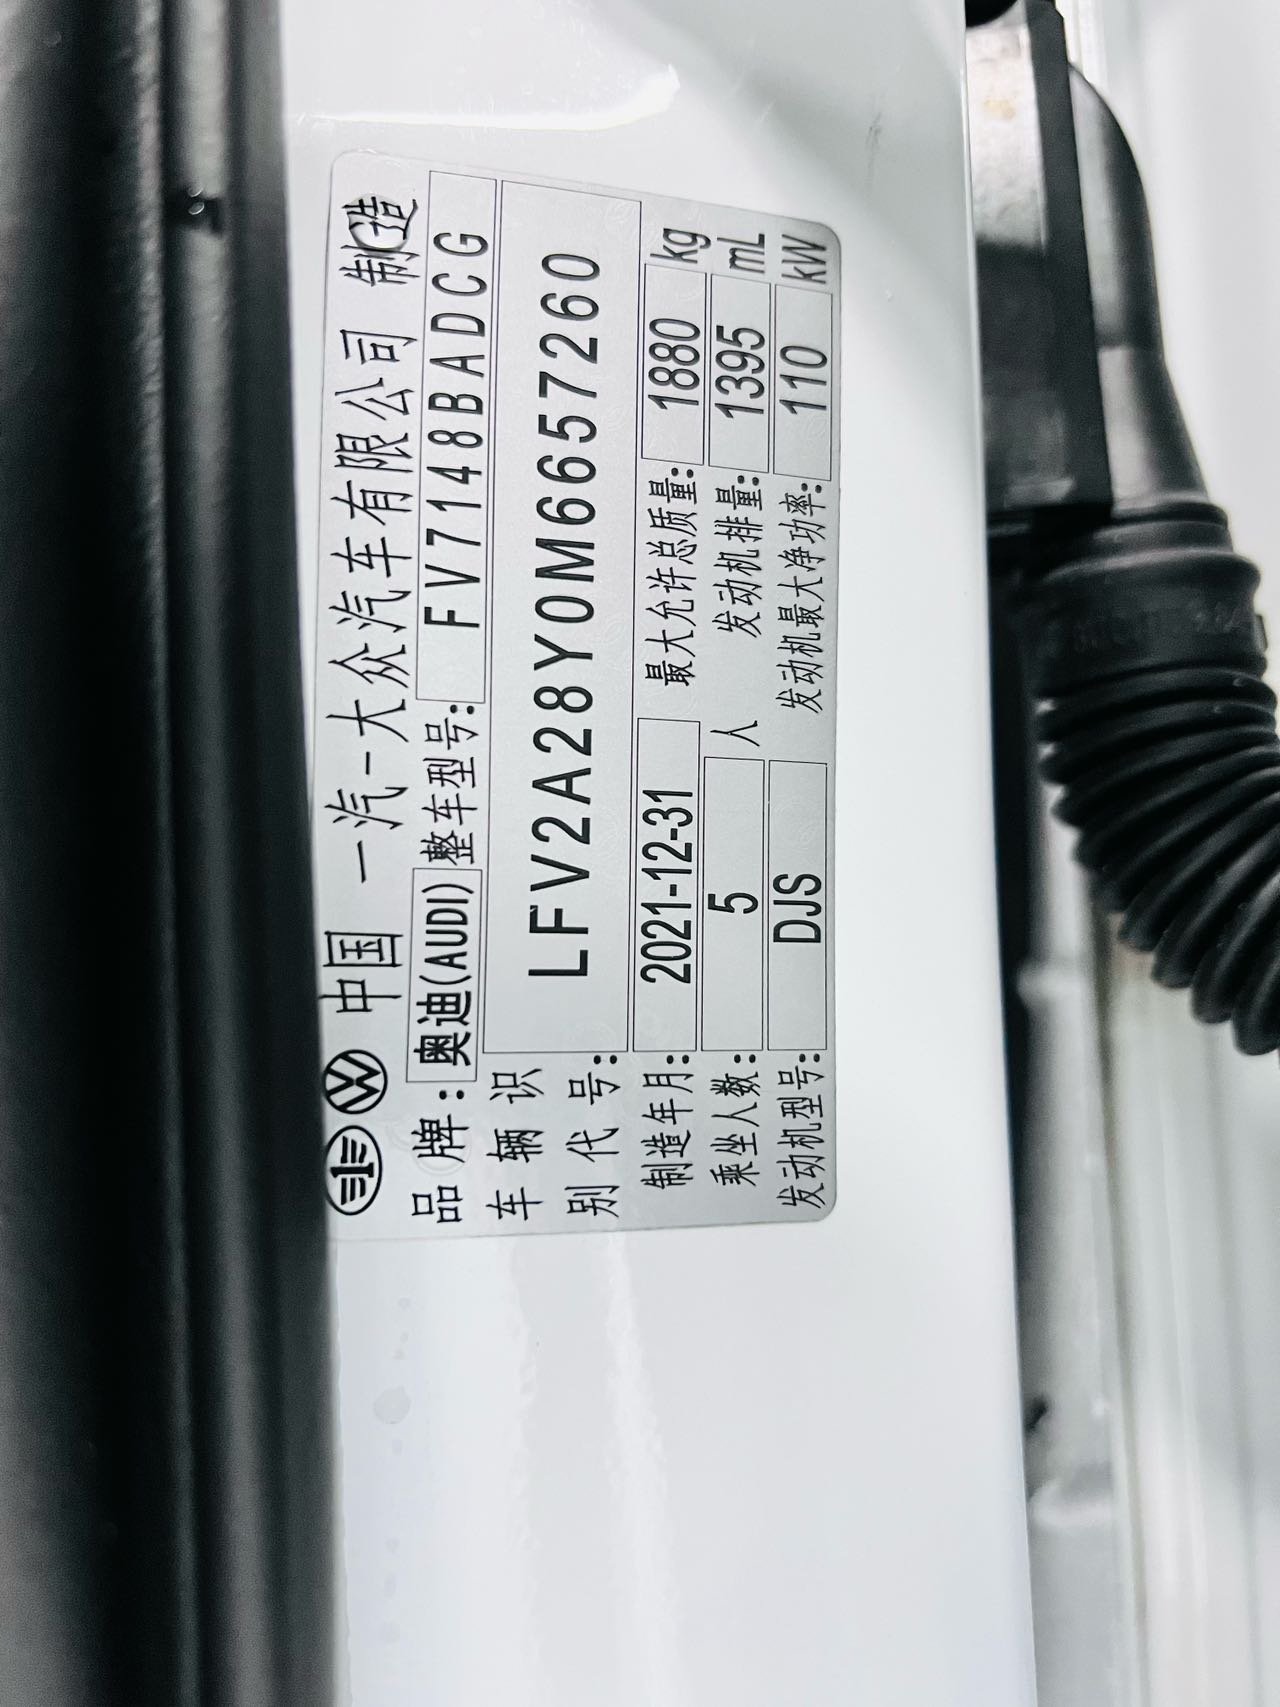 中国 一汽-大众汽车有限公司 制造
品牌: 奥迪(AUDI) 整车型号: FV7148BADCG
车辆识别代号: LFV2A28Y0M6657260
制造年月: 2021-12-31 最大允许总质量: 1880 kg
乘坐人数: 5 人 发动机排量: 1395 mL
发动机型号: DJS 发动机最大净功率: 110 kW